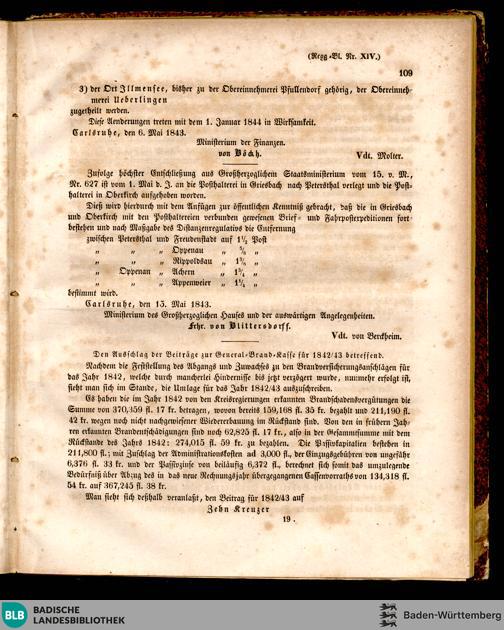 (Regg.-Bl. Nr. XIV.)
109
3) der Ort Illmensee, bisher zu der Obereinnehmerei Pfullendorf gehörig, der Obereinneh-
merei Ueberlingen
zugetheilt werden.
Diese Aenderungen treten mit dem 1. Januar 1844 in Wirksamkeit.
Carlsruhe, den 6. Mai 1843.
Ministerium der Finanzen.
von Böckh.
Vdt. Molter.
Zufolge höchster Entschließung aus Großherzoglichem Staatsministerium vom 15. v. M.,
Nr. 627 ist vom 1. Mai d. J. an die Posthalterei in Griesbach nach Petersthal verlegt und die Post-
halterei in Oberkirch aufgehoben worden.
Dieß wird hierdurch mit dem Anfügen zur öffentlichen Kenntniß gebracht, daß die in Griesbach
und Oberkirch mit den Posthaltereien verbunden gewesenen Brief- und Fahrpostexpeditionen fort-
bestehen und nach Maßgabe des Distanzenregulativs die Entfernung
zwischen Petersthal und Freudenstadt auf 1½ Post
„ „ „ Oppenau „ ⅝ „
„ „ „ Rippoldsau „ „
„ Oppenau „ Achern „ 1¾ „
„ „ „ Appenweier „ 1¼ „
bestimmt wird.
Carlsruhe, den 13. Mai 1843.
Ministerium des Großherzoglichen Hauses und der auswärtigen Angelegenheiten.
Frhr. von Blittersdorff.
Vdt. von Berckheim.
Den Ausschlag der Beiträge zur General-Brand-Kasse für 1842/43 betreffend.
Nachdem die Feststellung des Abgangs und Zuwachses zu den Brandversicherungsanschlägen für
das Jahr 1842, welche durch mancherlei Hindernisse bis jetzt verzögert wurde, nunmehr erfolgt ist,
sieht man sich im Stande, die Umlage für das Jahr 1842/43 auszuschreiben.
Es haben die im Jahr 1842 von den Kreisregierungen erkannten Brandschadensvergütungen die
Summe von 370,359 fl. 17 kr. betragen, wovon bereits 159,168 fl. 35 kr. bezahlt und 211,190 fl.
42 kr. wegen noch nicht nachgewiesener Wiedererbauung im Rückstand sind. Von den in frühern Jah-
ren erkannten Brandentschädigungen sind noch 62,825 fl. 17 kr., also in der Gesammtsumme mit dem
Rückstande des Jahrs 1842: 274,015 fl. 59 kr. zu bezahlen. Die Passivkapitalien bestehen in
211,800 fl.; mit Zuschlag der Administrationskosten ad 3,000 fl., der Einzugsgebühren von ungefähr
6,376 fl. 33 kr. und der Passivzinse von beiläufig 6,372 fl., berechnet sich somit das umzulegende
Bedürfniß über Abzug des in das neue Rechnungsjahr übergegangenen Cassenvorraths von 134,318 fl.
54 kr. auf 367,245 fl. 38 kr.
Man sieht sich deßhalb veranlaßt, den Beitrag für 1842/43 auf
Zehn Kreuzer
19.
BLB BADISCHE
LANDESBIBLIOTHEK
Baden-Württemberg